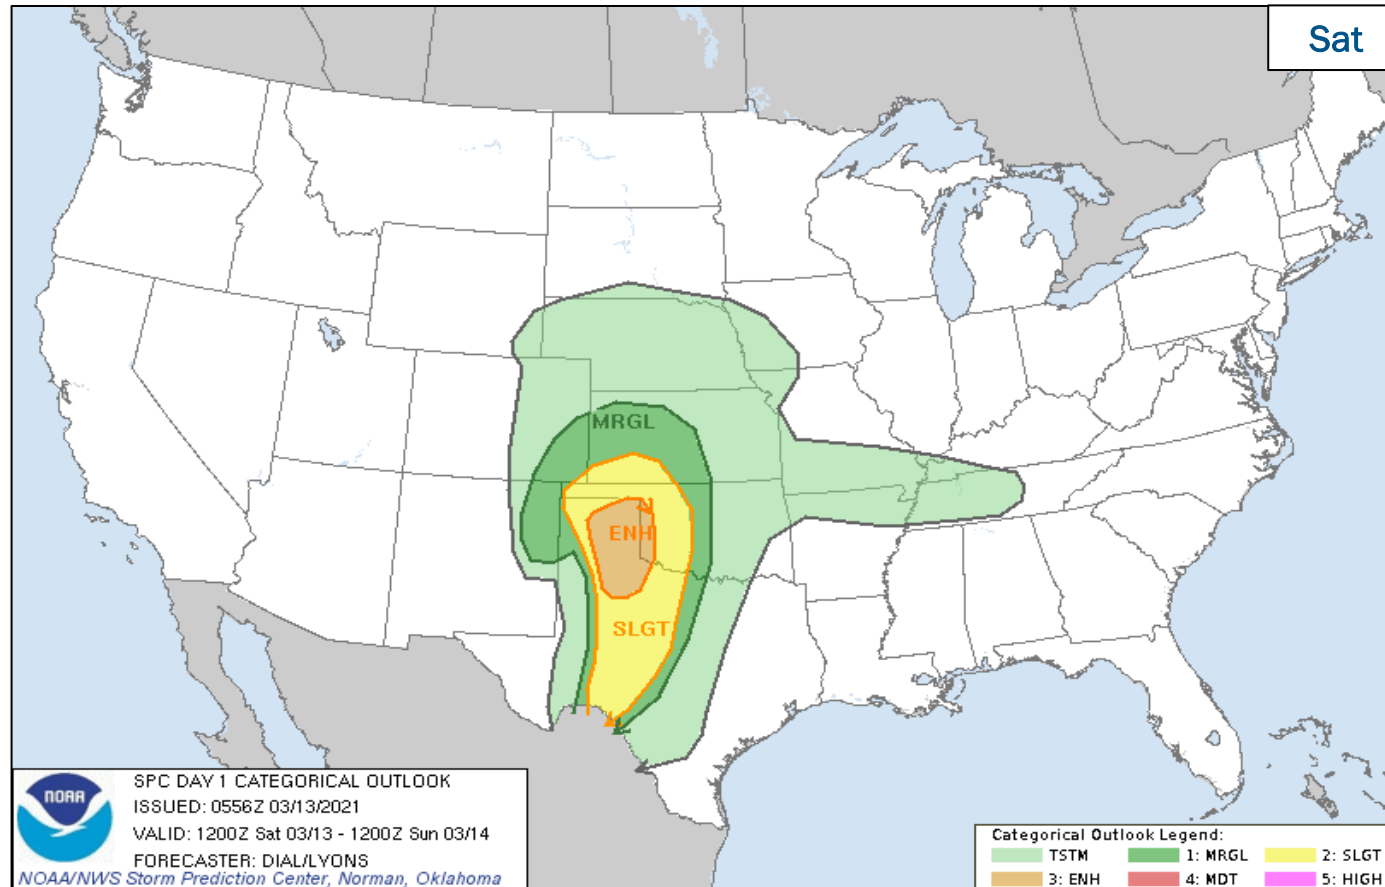 Sat
MRGL
ENH
SLGT
NOAA
SPC DAY 1 CATEGORICAL OUTLOOK
ISSUED: 0556Z 03/13/2021
VALID: 1200Z Sat 03/13 - 1200Z Sun 03/14
FORECASTER: DIAL/LYONS
NOAA/NWS Storm Prediction Center, Norman, Oklahoma
Categorical Outlook Legend:
TSTM 1: MRGL 2: SLGT
3: ENH 4: MDT 5: HIGH